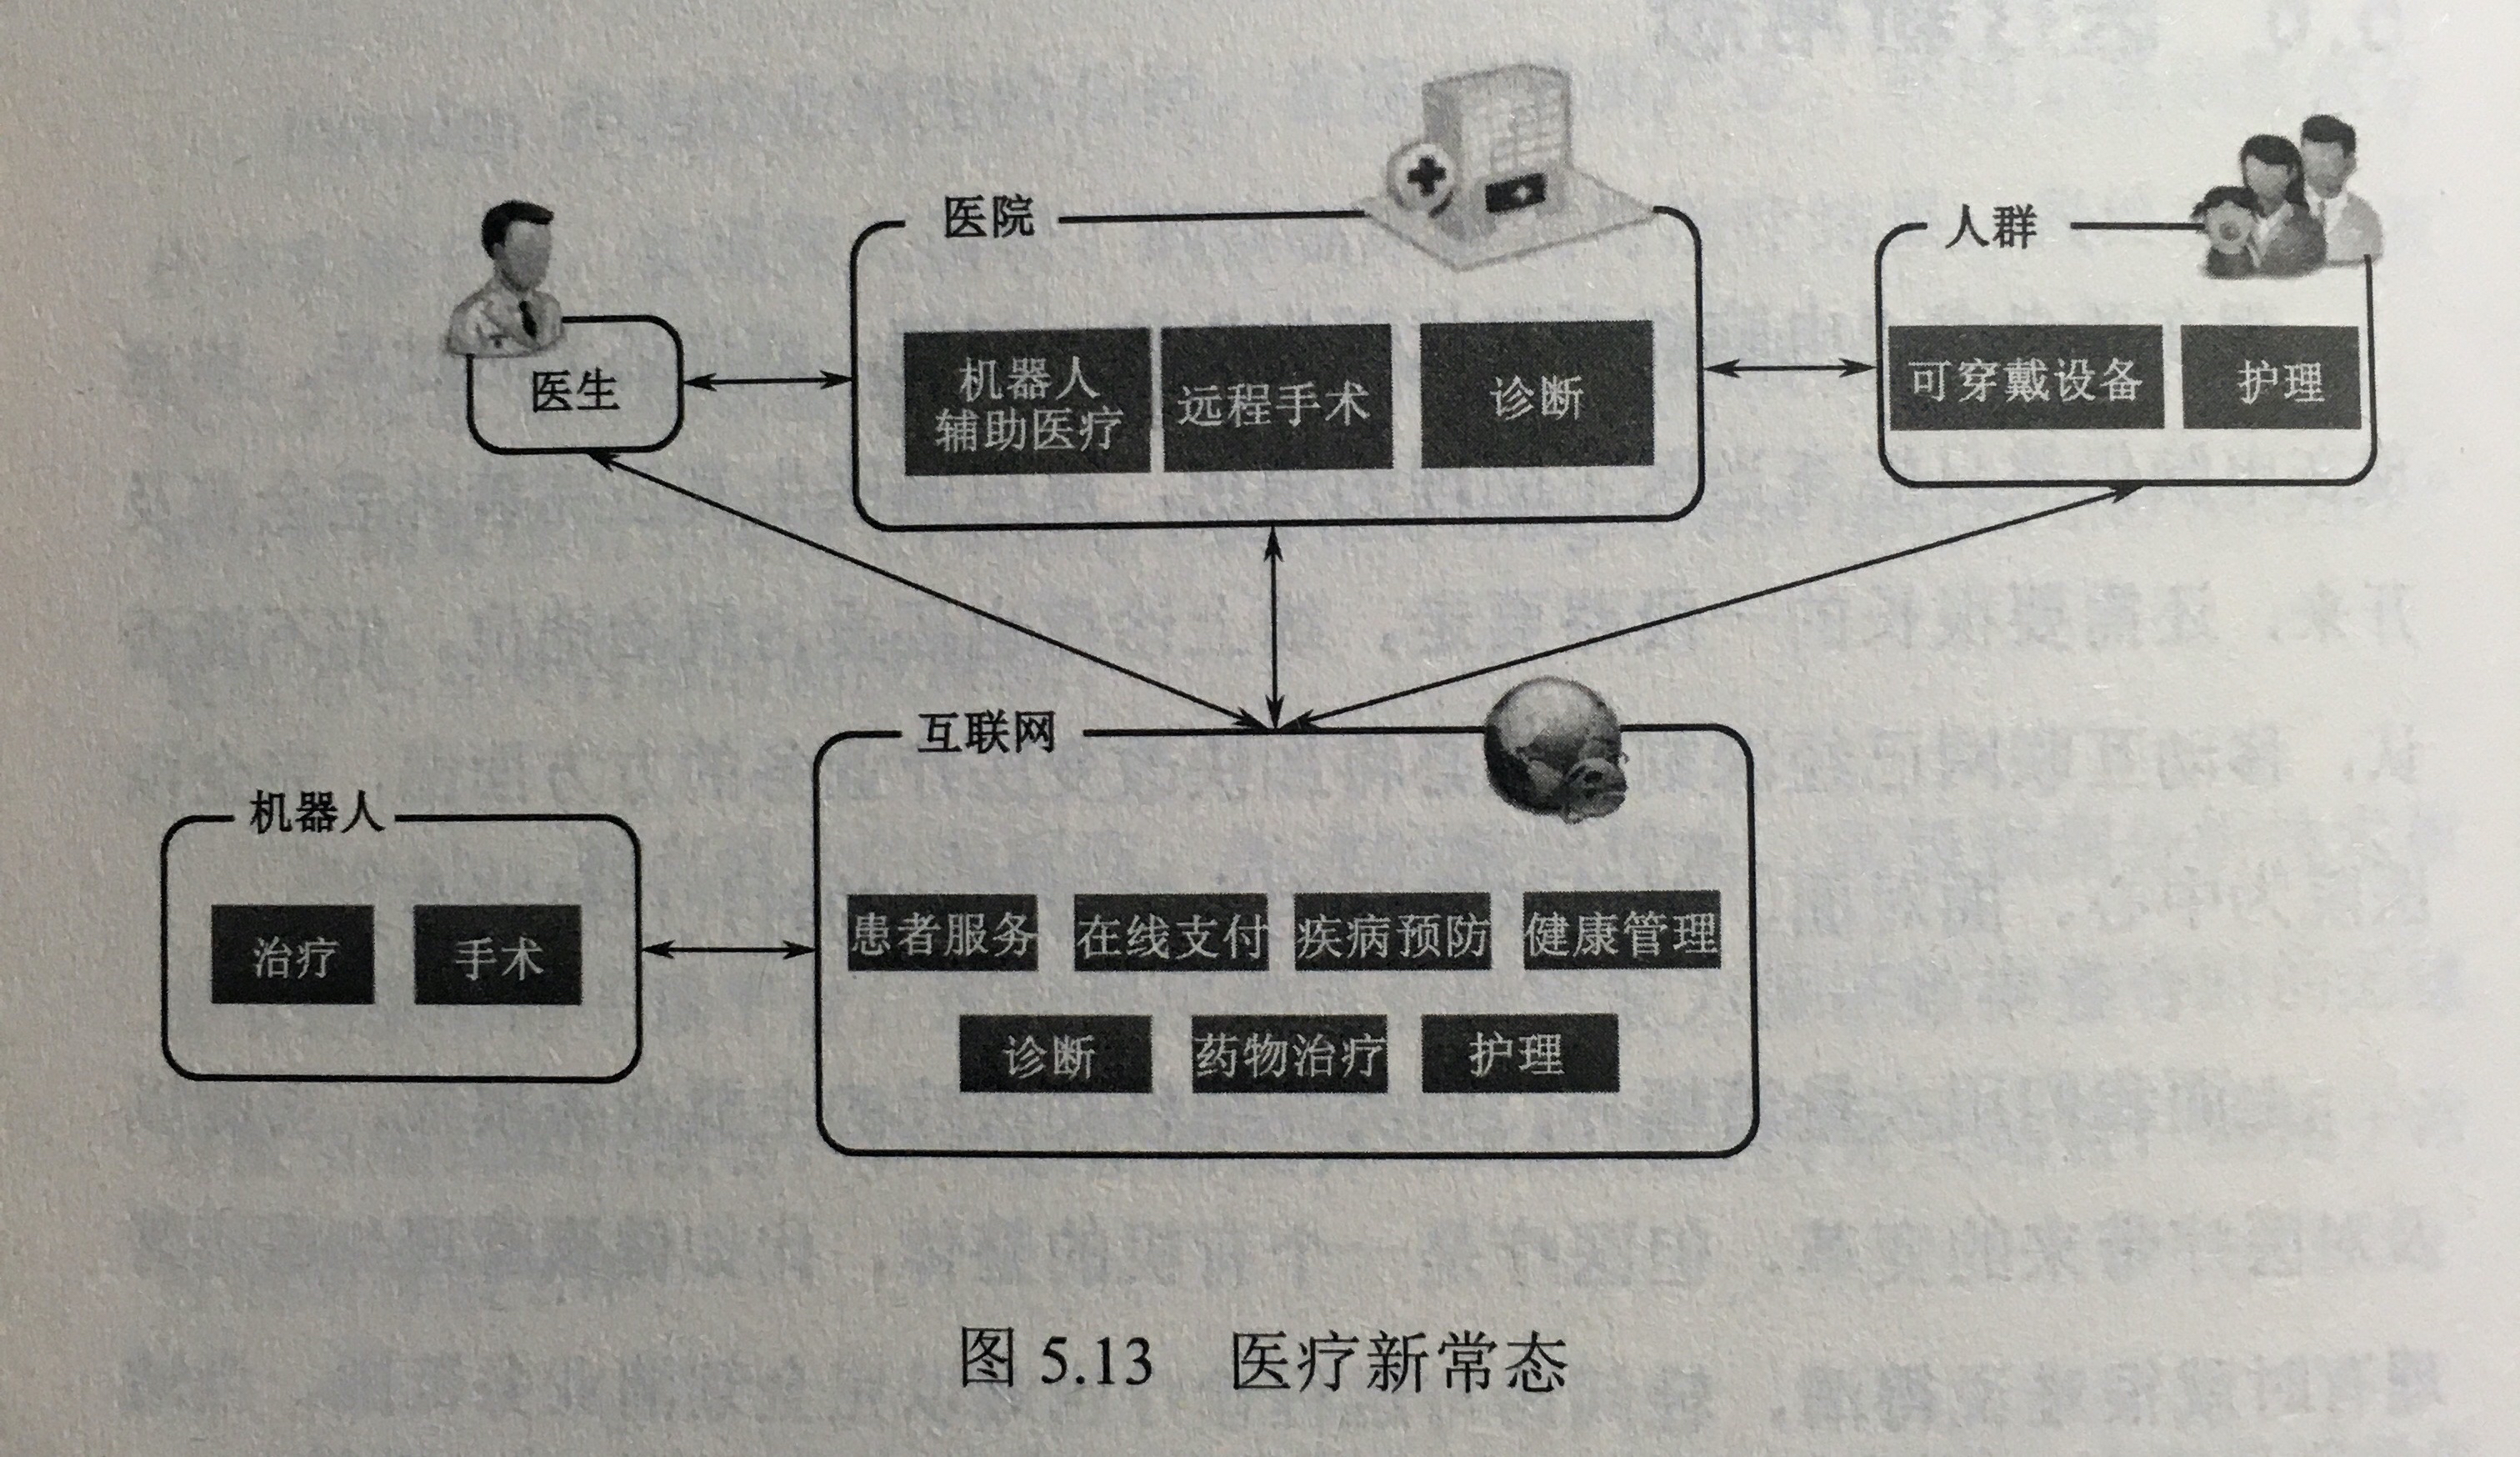 医院
人群
医生
机器人
辅助医疗
远程手术
诊断
可穿戴设备
护理
互联网
机器人
治疗
手术
患者服务
在线支付
疾病预防
健康管理
诊断
药物治疗
护理
图 5.13 医疗新常态